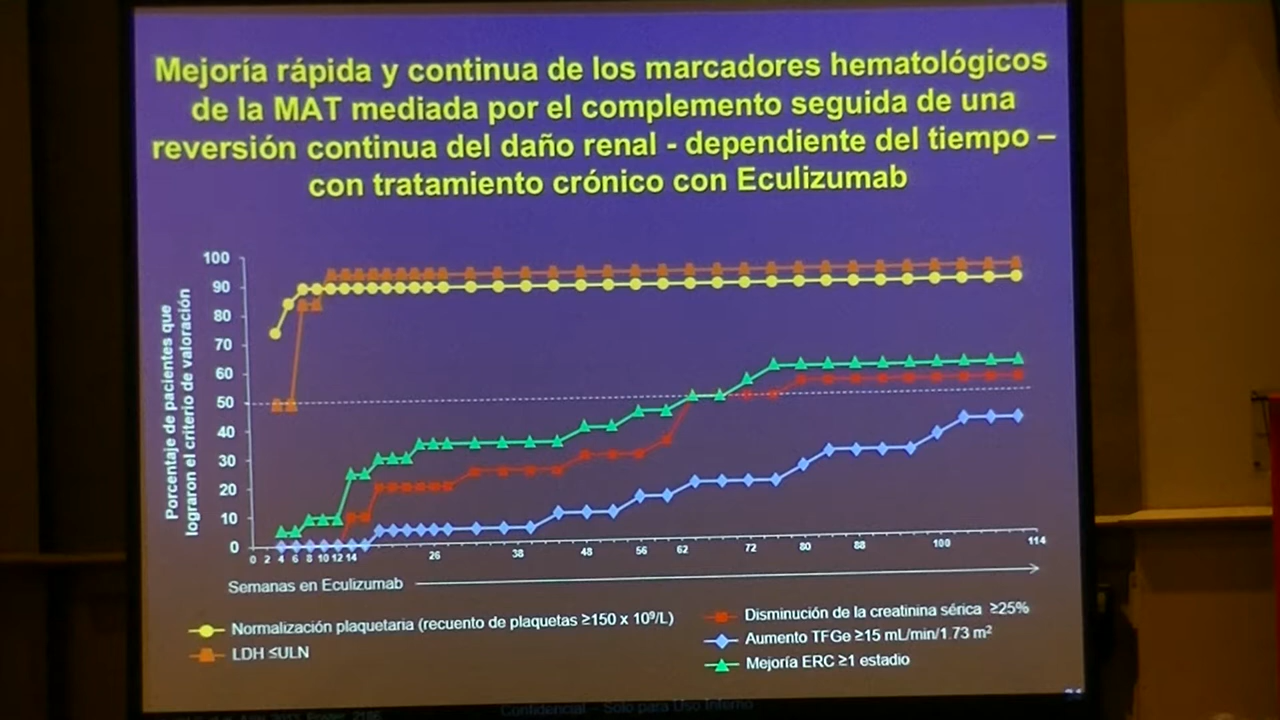 Mejoría rápida y continua de los marcadores hematológicos
de la MAT mediada por el complemento seguida de una
reversión continua del daño renal - dependiente del tiempo –
con tratamiento crónico con Eculizumab
Porcentaje de pacientes que
lograron el criterio de valoración
100
90
80
70
60
50
40
30
20
10
0
0 2 4 6 8 10 12 14 26 38 48 56 62 72 80 88 100 114
Semanas en Eculizumab
Normalización plaquetaria (recuento de plaquetas ≥150 x 10⁹/L)
LDH ≤ULN
Disminución de la creatinina sérica ≥25%
Aumento TFGe ≥15 mL/min/1.73 m²
Mejoría ERC ≥1 estadio
Confidencial – Solo para Uso Interno